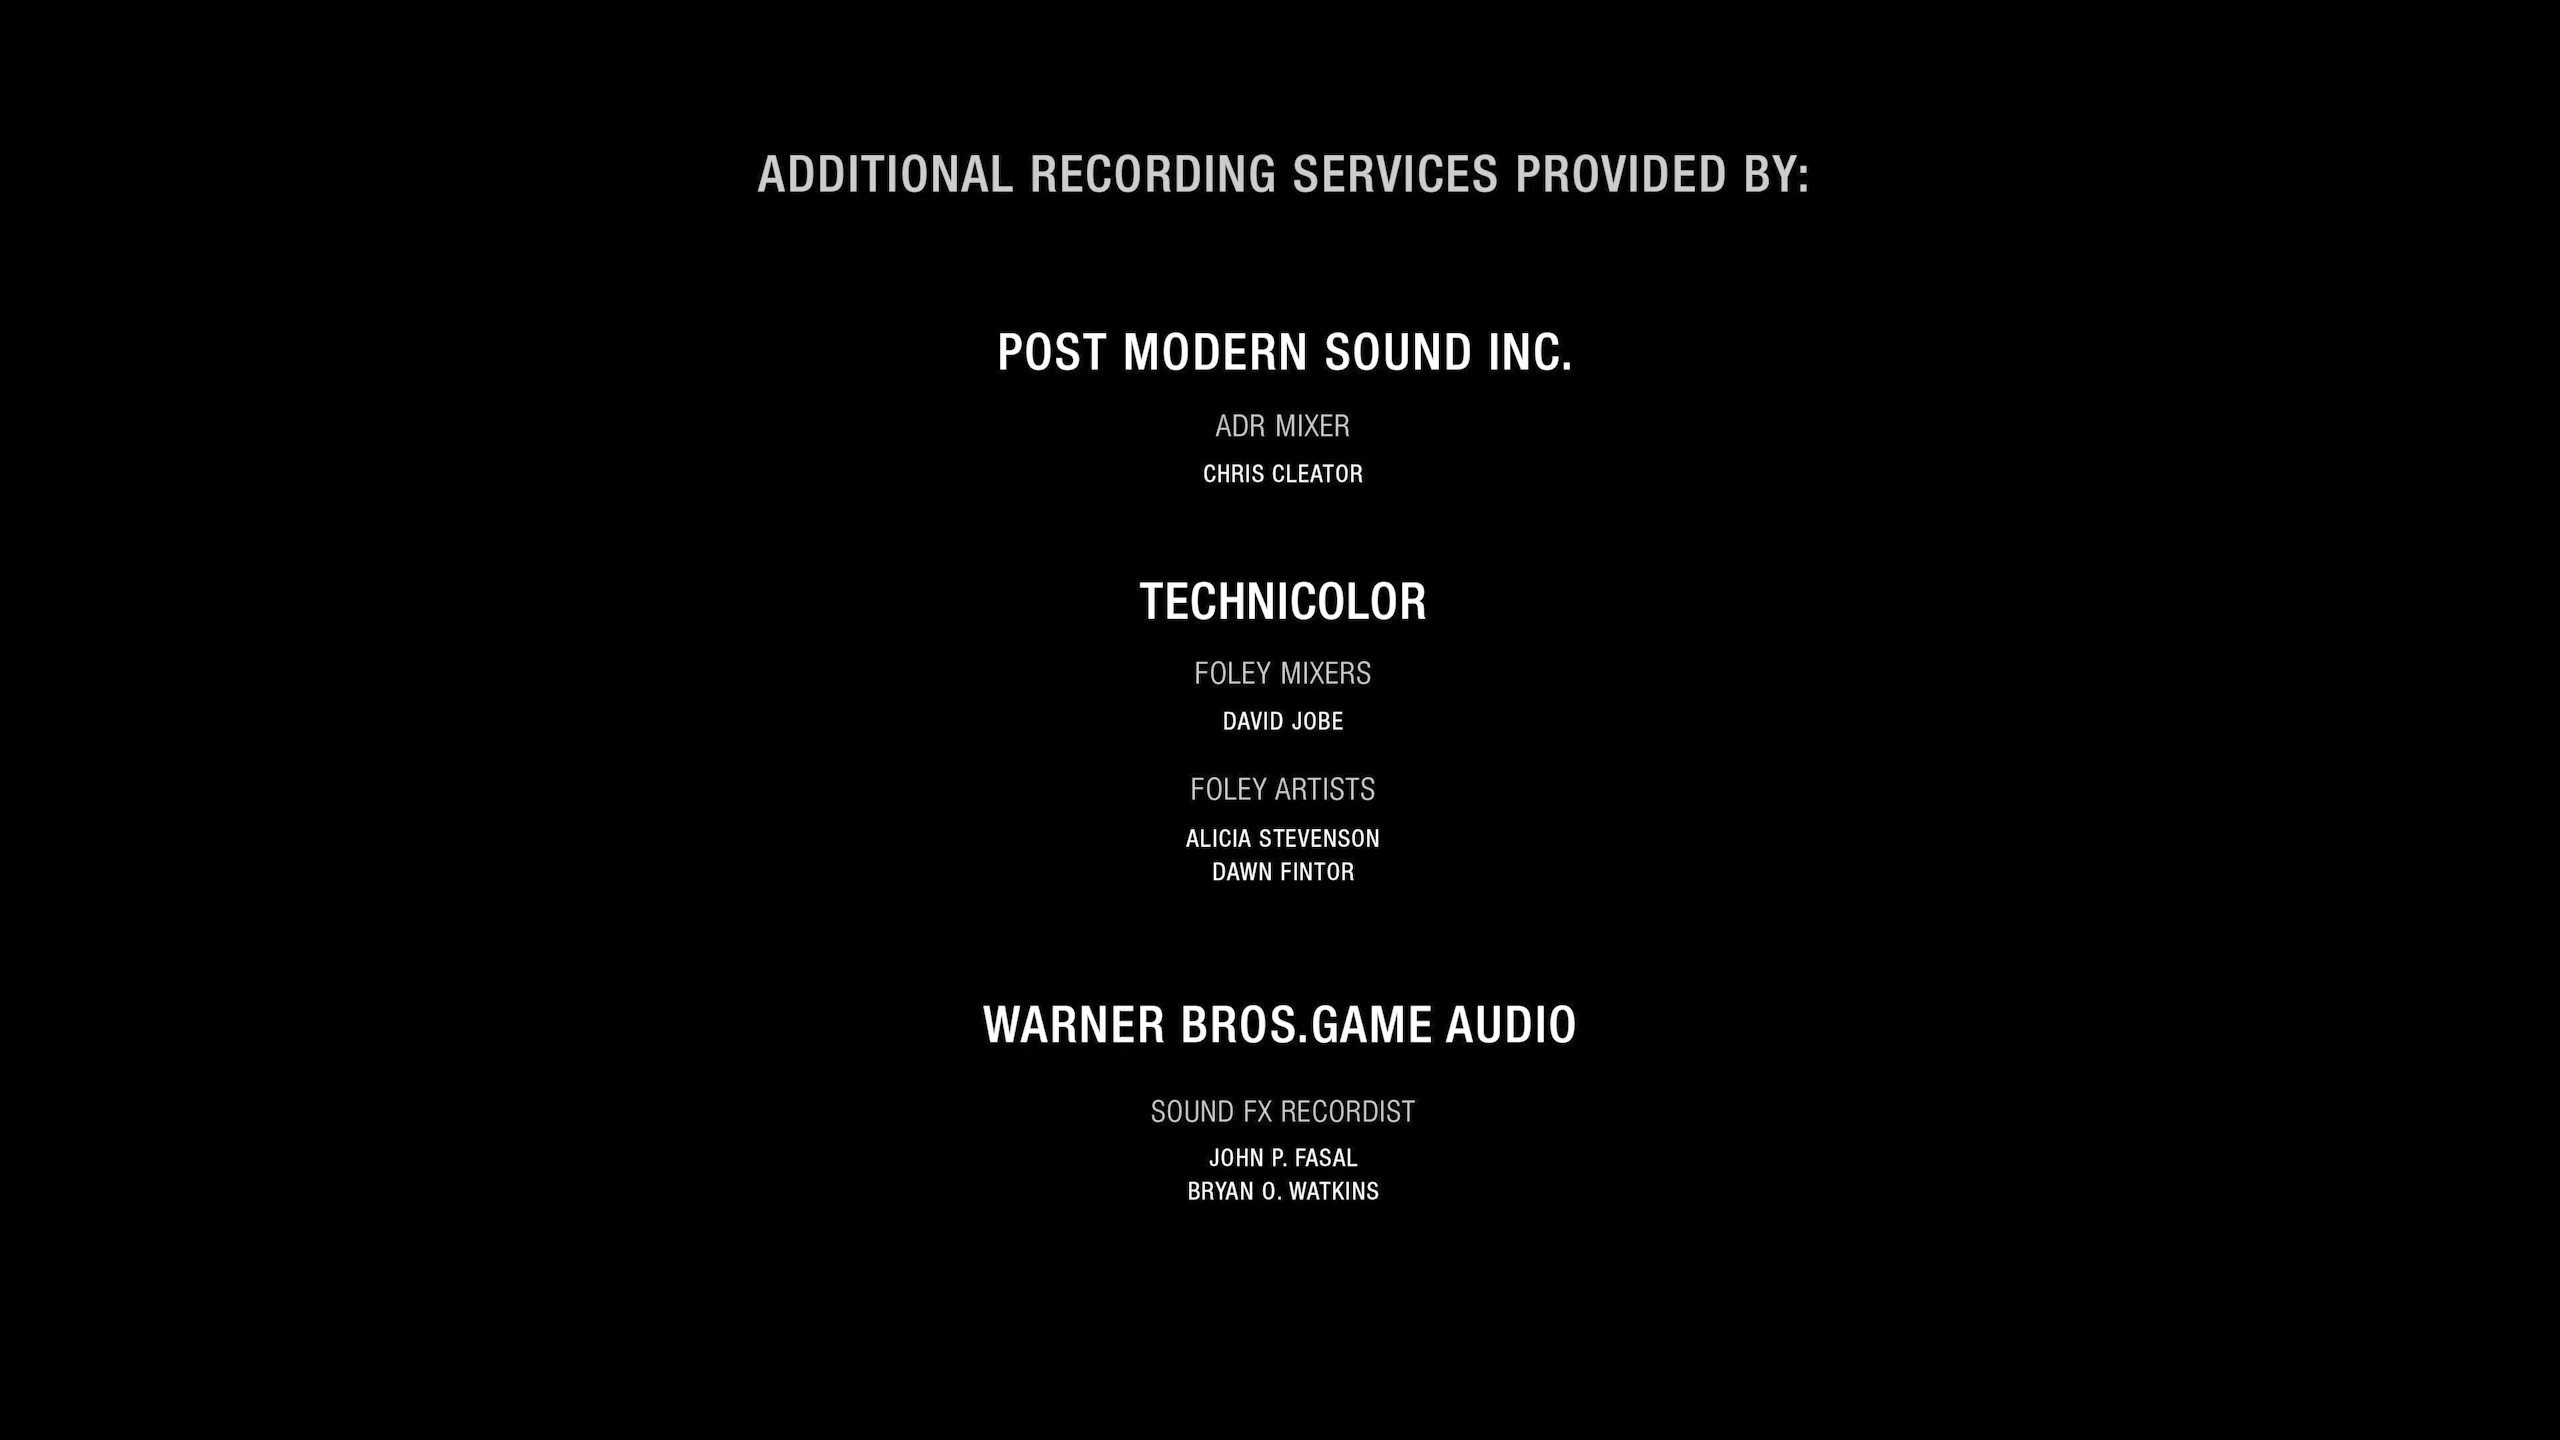 ADDITIONAL RECORDING SERVICES PROVIDED BY:
POST MODERN SOUND INC.
ADR MIXER
CHRIS CLEATOR
TECHNICOLOR
FOLEY MIXERS
DAVID JOBE
FOLEY ARTISTS
ALICIA STEVENSON
DAWN FINTOR
WARNER BROS.GAME AUDIO
SOUND FX RECORDIST
JOHN P. FASAL
BRYAN O. WATKINS